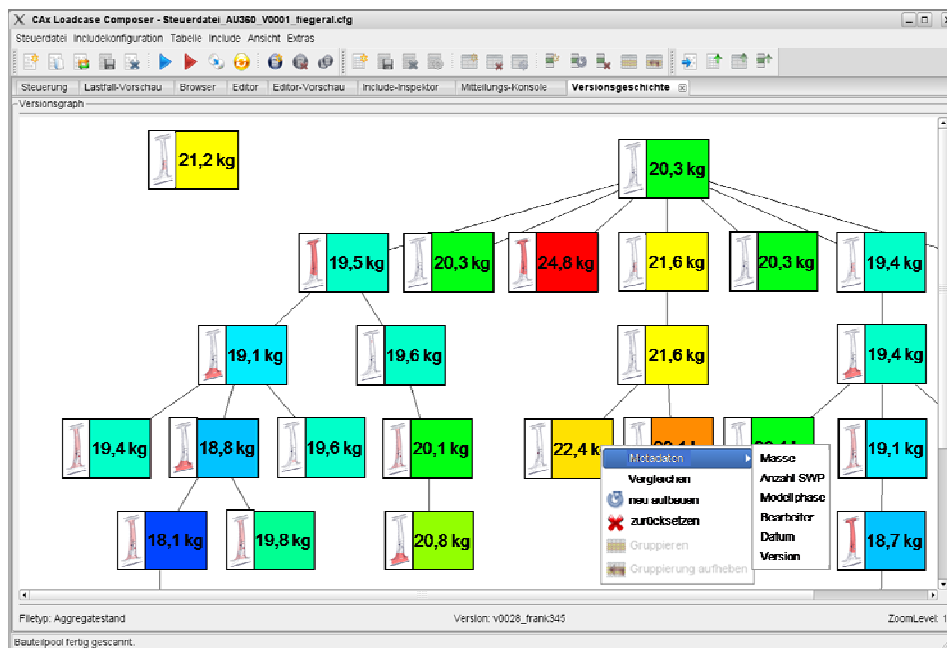 CAx Loadcase Composer - Steuerdatei_AU360_V0001_fiegeral.cfg
Steuerdatei Includekonfiguration Tabelle Include Ansicht Extras
Steuerung Lastfall-Vorschau Browser Editor Editor-Vorschau Include-Inspektor Mitteilungs-Konsole Versionsgeschichte
Versionsgraph
21,2 kg
20,3 kg
19,5 kg 20,3 kg 24,6 kg 21,6 kg 20,3 kg 19,4 kg
19,1 kg 19,6 kg 21,6 kg 19,4 kg
19,4 kg 18,8 kg 19,6 kg 20,1 kg 22,4 kg 19,1 kg
Metadaten
Vergleichen
neu aufbauen
zurücksetzen
Gruppieren
Gruppierung aufheben
Masse
Anzahl SWP
Modellphase
Bearbeiter
Datum
Version
18,1 kg 19,8 kg 20,8 kg 18,7 kg
Filetyp: Aggregatestand Version: v0028_frank345 ZoomLevel: 1
Bauteilpool fertig gescannt.